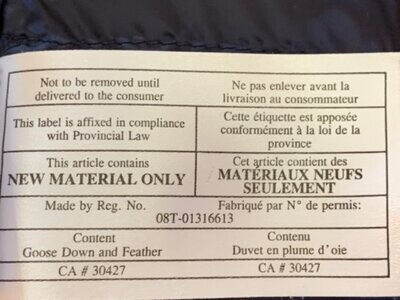 Not to be removed until
delivered to the consumer
Ne pas enlever avant la
livraison au consommateur
This label is affixed in compliance
with Provincial Law
Cette étiquette est apposée
conformément à la loi de la
province
This article contains
NEW MATERIAL ONLY
Cet article contient des
MATÉRIAUX NEUFS
SEULEMENT
Made by Reg. No. Fabriqué par N° de permis:
08T-01316613
Content
Goose Down and Feather
Contenu
Duvet en plume d'oie
CA # 30427
CA # 30427